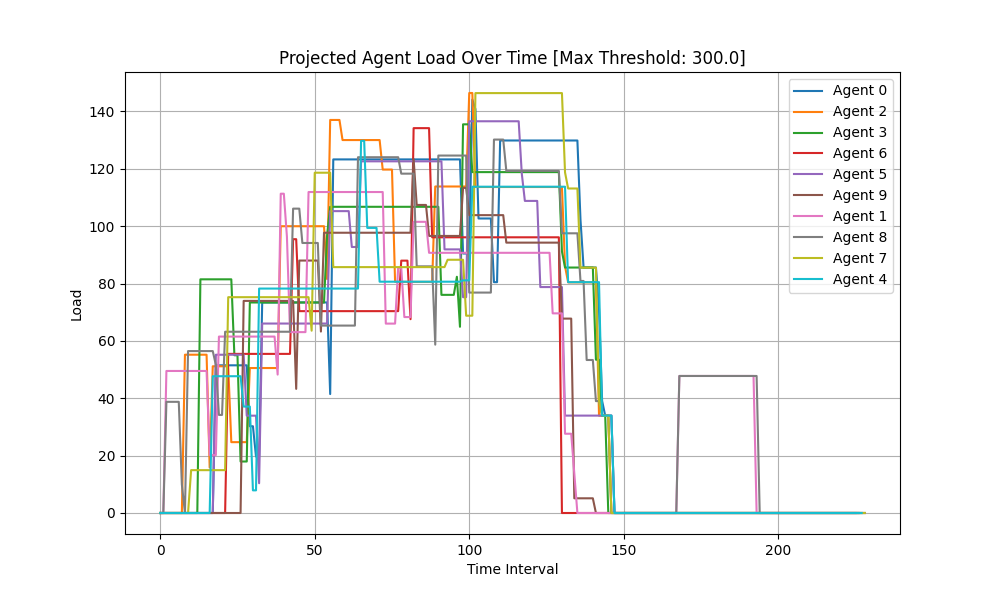 Projected Agent Load Over Time [Max Threshold: 300.0]
Load
140
120
100
80
60
40
20
0
0 50 100 150 200
Time Interval
Agent 0
Agent 2
Agent 3
Agent 6
Agent 5
Agent 9
Agent 1
Agent 8
Agent 7
Agent 4